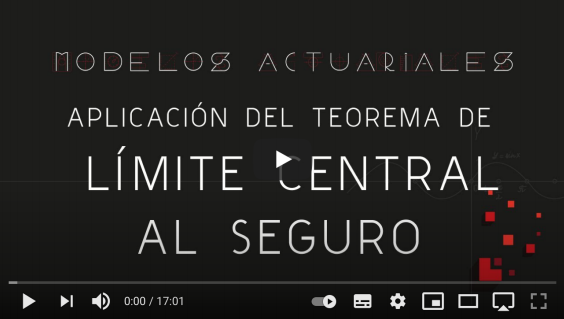 MODELOS ACTUARIALES
APLICACIÓN DEL TEOREMA DE
LÍMITE CENTRAL
AL SEGURO
0:00 / 17:01